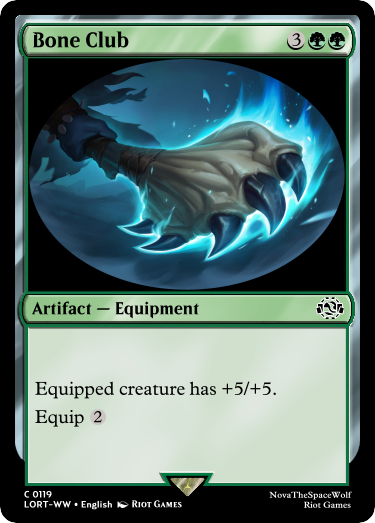 Bone Club 3
Artifact — Equipment
Equipped creature has +5/+5.
Equip 2
C 0119
LORT-WW • English RIOT GAMES
NovaTheSpaceWolf
Riot Games